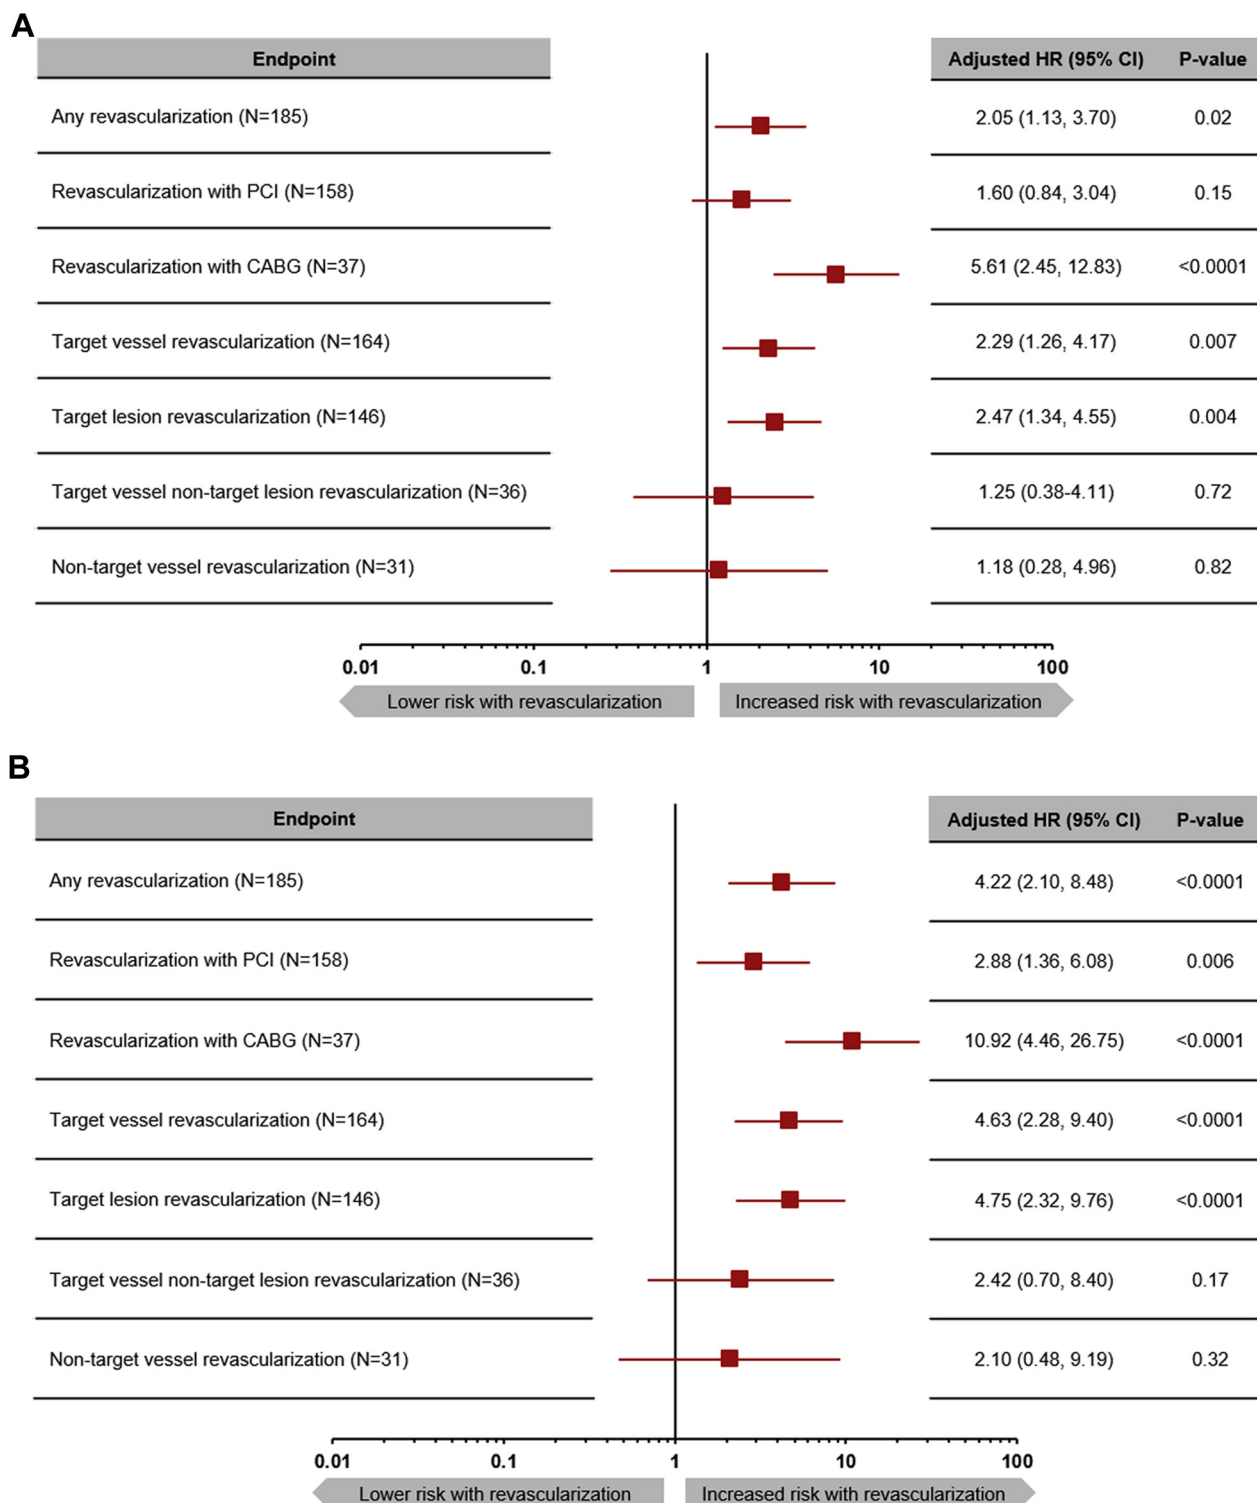 A
Endpoint Adjusted HR (95% CI) P-value
Any revascularization (N=185) 2.05 (1.13, 3.70) 0.02
Revascularization with PCI (N=158) 1.60 (0.84, 3.04) 0.15
Revascularization with CABG (N=37) 5.61 (2.45, 12.83) <0.0001
Target vessel revascularization (N=164) 2.29 (1.26, 4.17) 0.007
Target lesion revascularization (N=146) 2.47 (1.34, 4.55) 0.004
Target vessel non-target lesion revascularization (N=36) 1.25 (0.38-4.11) 0.72
Non-target vessel revascularization (N=31) 1.18 (0.28, 4.96) 0.82
0.01 0.1 1 10 100
Lower risk with revascularization Increased risk with revascularization
B
Endpoint Adjusted HR (95% CI) P-value
Any revascularization (N=185) 4.22 (2.10, 8.48) <0.0001
Revascularization with PCI (N=158) 2.88 (1.36, 6.08) 0.006
Revascularization with CABG (N=37) 10.92 (4.46, 26.75) <0.0001
Target vessel revascularization (N=164) 4.63 (2.28, 9.40) <0.0001
Target lesion revascularization (N=146) 4.75 (2.32, 9.76) <0.0001
Target vessel non-target lesion revascularization (N=36) 2.42 (0.70, 8.40) 0.17
Non-target vessel revascularization (N=31) 2.10 (0.48, 9.19) 0.32
0.01 0.1 1 10 100
Lower risk with revascularization Increased risk with revascularization